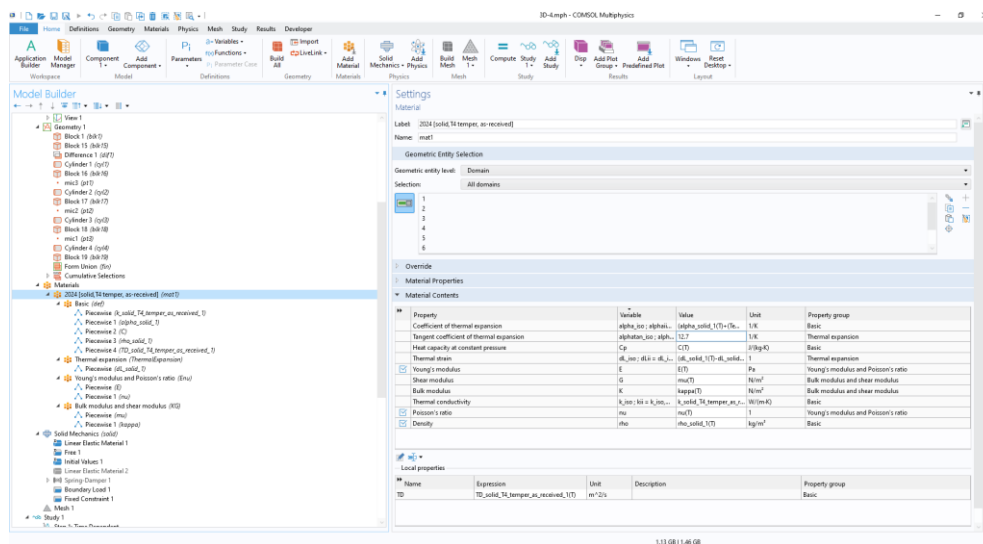 3D-4.mph - COMSOL Multiphysics
File Home Definitions Geometry Materials Physics Mesh Study Results Developer
Application Builder
Model Manager
Workspace
Component 1
Add Component
Model
Parameters
Variables
Functions
Parameter Case
Definitions
Build All
Import
LiveLink
Geometry
Add Material
Materials
Solid Mechanics
Add Physics
Physics
Build Mesh
Mesh 1
Mesh
Compute
Study 1
Add Study
Study
Disp
Add Plot Group
Add Predefined Plot
Results
Windows
Reset Desktop
Layout
Model Builder
View 1
Geometry 1
Block 1 (blk1)
Block 15 (blk15)
Difference 1 (dif1)
Cylinder 1 (cyl1)
Block 16 (blk16)
mic3 (pt1)
Cylinder 2 (cyl2)
Block 17 (blk17)
mic2 (pt2)
Cylinder 3 (cyl3)
Block 18 (blk18)
mic1 (pt3)
Cylinder 4 (cyl4)
Block 19 (blk19)
Form Union (fin)
Cumulative Selections
Materials
2024 [solid,T4 temper, as-received] (mat1)
Basic (def)
Piecewise (k_solid_T4_temper_as_received_1)
Piecewise 1 (alpha_solid_1)
Piecewise 2 (C)
Piecewise 3 (rho_solid_1)
Piecewise 4 (TD_solid_T4_temper_as_received_1)
Thermal expansion (ThermalExpansion)
Piecewise (dL_solid_1)
Young's modulus and Poisson's ratio (Enu)
Piecewise (E)
Piecewise 1 (nu)
Bulk modulus and shear modulus (KG)
Piecewise (mu)
Piecewise 1 (kappa)
Solid Mechanics (solid)
Linear Elastic Material 1
Free 1
Initial Values 1
Linear Elastic Material 2
Spring-Damper 1
Boundary Load 1
Fixed Constraint 1
Mesh 1
Study 1
Step 1: Time Dependent
Settings
Material
Label: 2024 [solid,T4 temper, as-received]
Name: mat1
Geometric Entity Selection
Geometric entity level: Domain
Selection: All domains
1
2
3
4
5
6
Override
Material Properties
Material Contents
Property Variable Value Unit Property group
Coefficient of thermal expansion alpha_iso ; alphaii... (alpha_solid_1(T)+(Te... 1/K Basic
Tangent coefficient of thermal expansion alphatan_iso ; alph... 12.7 1/K Thermal expansion
Heat capacity at constant pressure Cp C(T) J/(kg·K) Basic
Thermal strain dL_iso ; dLii = dL_i... (dL_solid_1(T)-dL_solid... 1 Thermal expansion
Young's modulus E E(T) Pa Young's modulus and Poisson's ratio
Shear modulus G mu(T) N/m² Bulk modulus and shear modulus
Bulk modulus K kappa(T) N/m² Bulk modulus and shear modulus
Thermal conductivity k_iso ; kii = k_iso,... k_solid_T4_temper_as_r... W/(m·K) Basic
Poisson's ratio nu nu(T) 1 Young's modulus and Poisson's ratio
Density rho rho_solid_1(T) kg/m³ Basic
Local properties
Name Expression Unit Description Property group
TD TD_solid_T4_temper_as_received_1(T) m^2/s Basic
1.13 GB | 1.46 GB